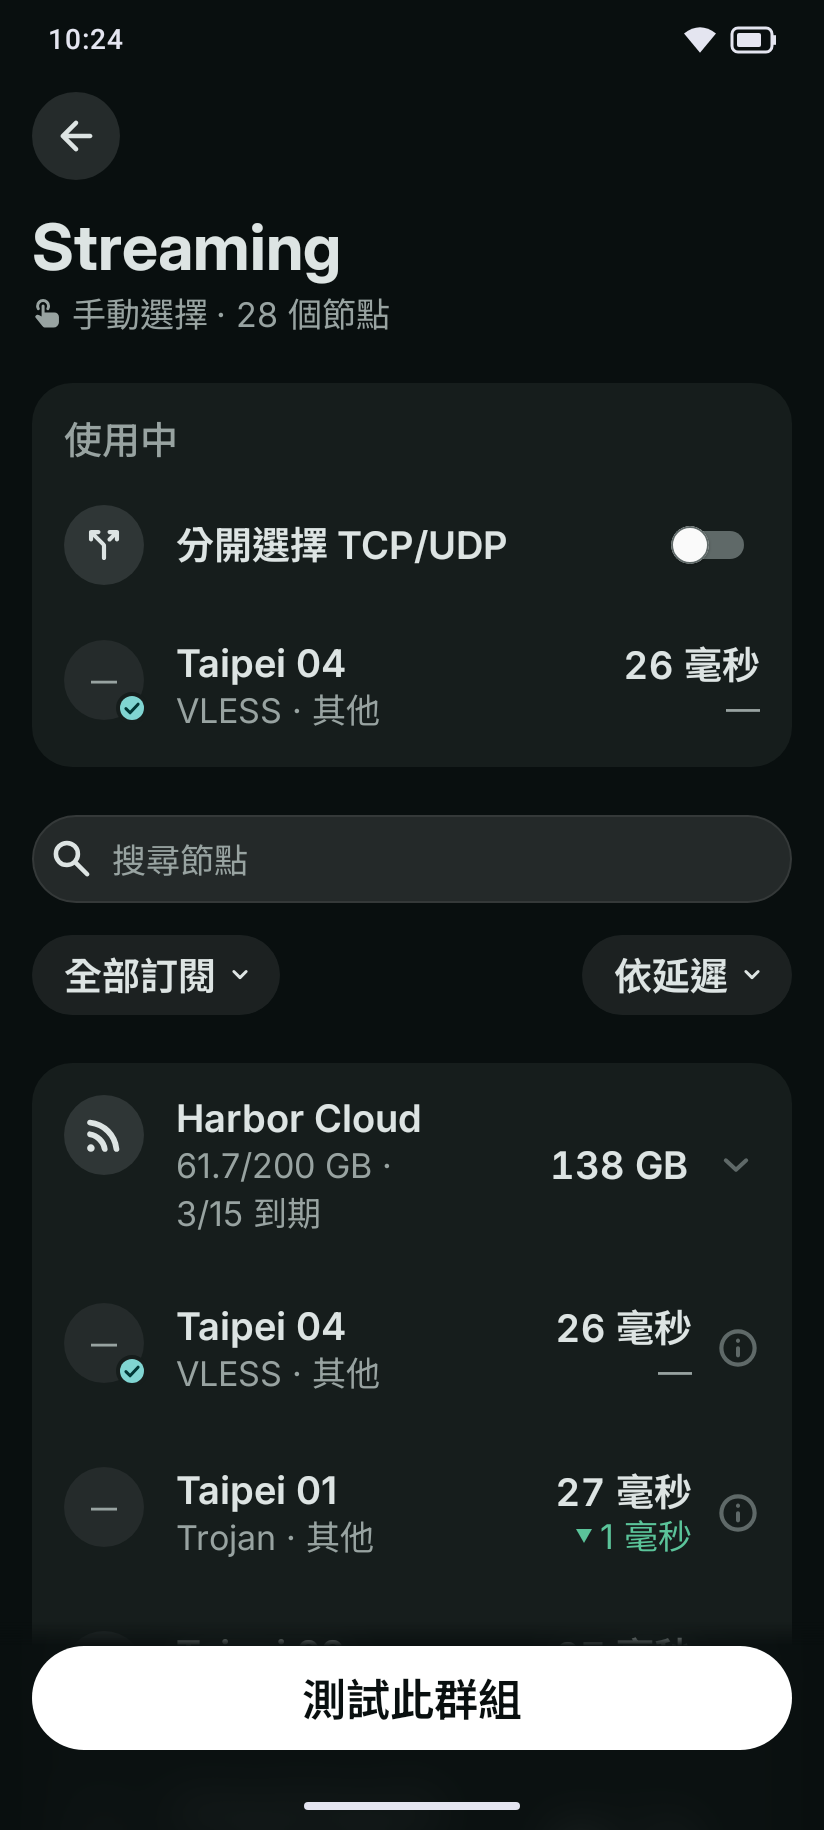 10:24
Streaming
手動選擇 · 28 個節點
使用中
分開選擇 TCP/UDP
Taipei 04
26 毫秒
VLESS · 其他
—
搜尋節點
全部訂閱
依延遲
Harbor Cloud
61.7/200 GB ·
3/15 到期
138 GB
Taipei 04
26 毫秒
VLESS · 其他
—
Taipei 01
27 毫秒
Trojan · 其他
▼1 毫秒
測試此群組